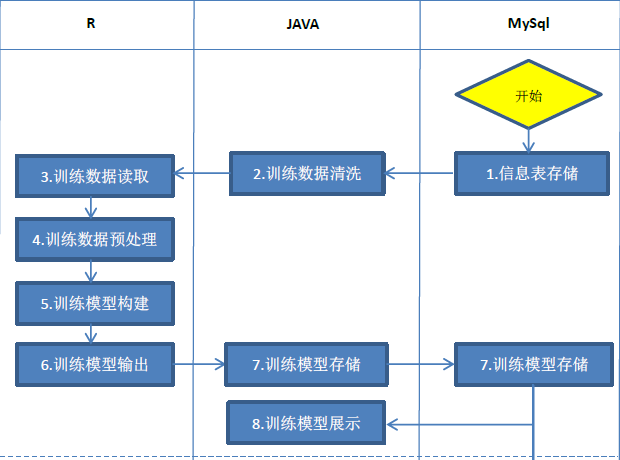 R JAVA MySql
开始
3.训练数据读取 2.训练数据清洗 1.信息表存储
4.训练数据预处理
5.训练模型构建
6.训练模型输出 7.训练模型存储 7.训练模型存储
8.训练模型展示